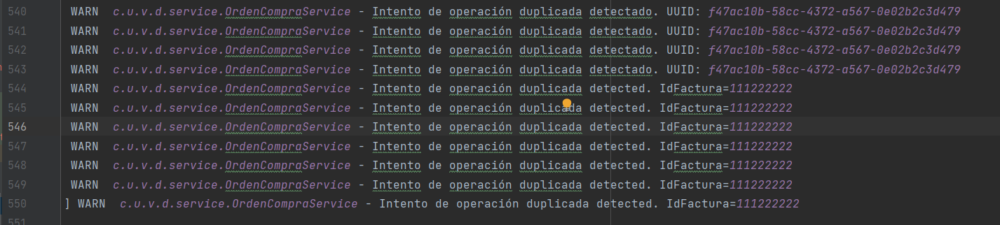 540 WARN c.u.v.d.service.OrdenCompraService - Intento de operación duplicada detectado. UUID: f47ac10b-58cc-4372-a567-0e02b2c3d479
541 WARN c.u.v.d.service.OrdenCompraService - Intento de operación duplicada detectado. UUID: f47ac10b-58cc-4372-a567-0e02b2c3d479
542 WARN c.u.v.d.service.OrdenCompraService - Intento de operación duplicada detectado. UUID: f47ac10b-58cc-4372-a567-0e02b2c3d479
543 WARN c.u.v.d.service.OrdenCompraService - Intento de operación duplicada detectado. UUID: f47ac10b-58cc-4372-a567-0e02b2c3d479
544 WARN c.u.v.d.service.OrdenCompraService - Intento de operación duplicada detected. IdFactura=111222222
545 WARN c.u.v.d.service.OrdenCompraService - Intento de operación duplicada detected. IdFactura=111222222
546 WARN c.u.v.d.service.OrdenCompraService - Intento de operación duplicada detected. IdFactura=111222222
547 WARN c.u.v.d.service.OrdenCompraService - Intento de operación duplicada detected. IdFactura=111222222
548 WARN c.u.v.d.service.OrdenCompraService - Intento de operación duplicada detected. IdFactura=111222222
549 WARN c.u.v.d.service.OrdenCompraService - Intento de operación duplicada detected. IdFactura=111222222
550 ] WARN c.u.v.d.service.OrdenCompraService - Intento de operación duplicada detected. IdFactura=111222222
551